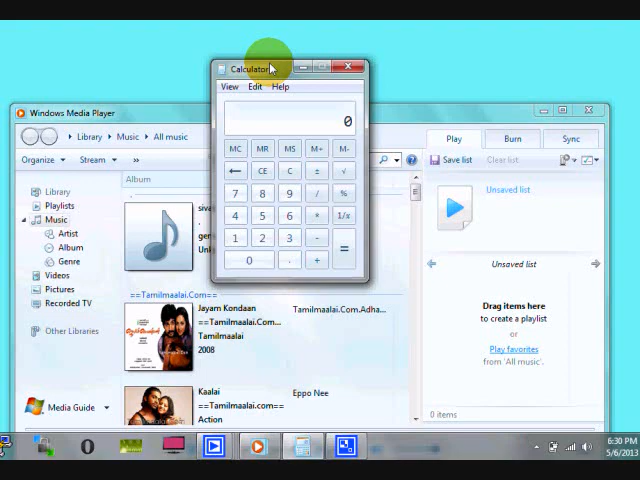 Calculator
View Edit Help
0
MC MR MS M+ M-
← CE C ± √
7 8 9 / %
4 5 6 * 1/x
1 2 3 - =
0 . +
Windows Media Player
Library Music All music
Organize Stream »
Play Burn Sync
Save list Clear list
Album
Library
Playlists
Music
Artist
Album
Genre
Videos
Pictures
Recorded TV
Other Libraries
Media Guide
==Tamilmaalai.Com==
Jayam Kondaan
==Tamilmaalai.Com...
Tamilmaalai
2008
Tamilmaalai.Com.Adha...
Kaalai
==Tamilmaalai.com...
Action
Eppo Nee
Unsaved list
Unsaved list
Drag items here
to create a playlist
or
Play favorites
from 'All music'.
0 items
6:30 PM
5/6/2013